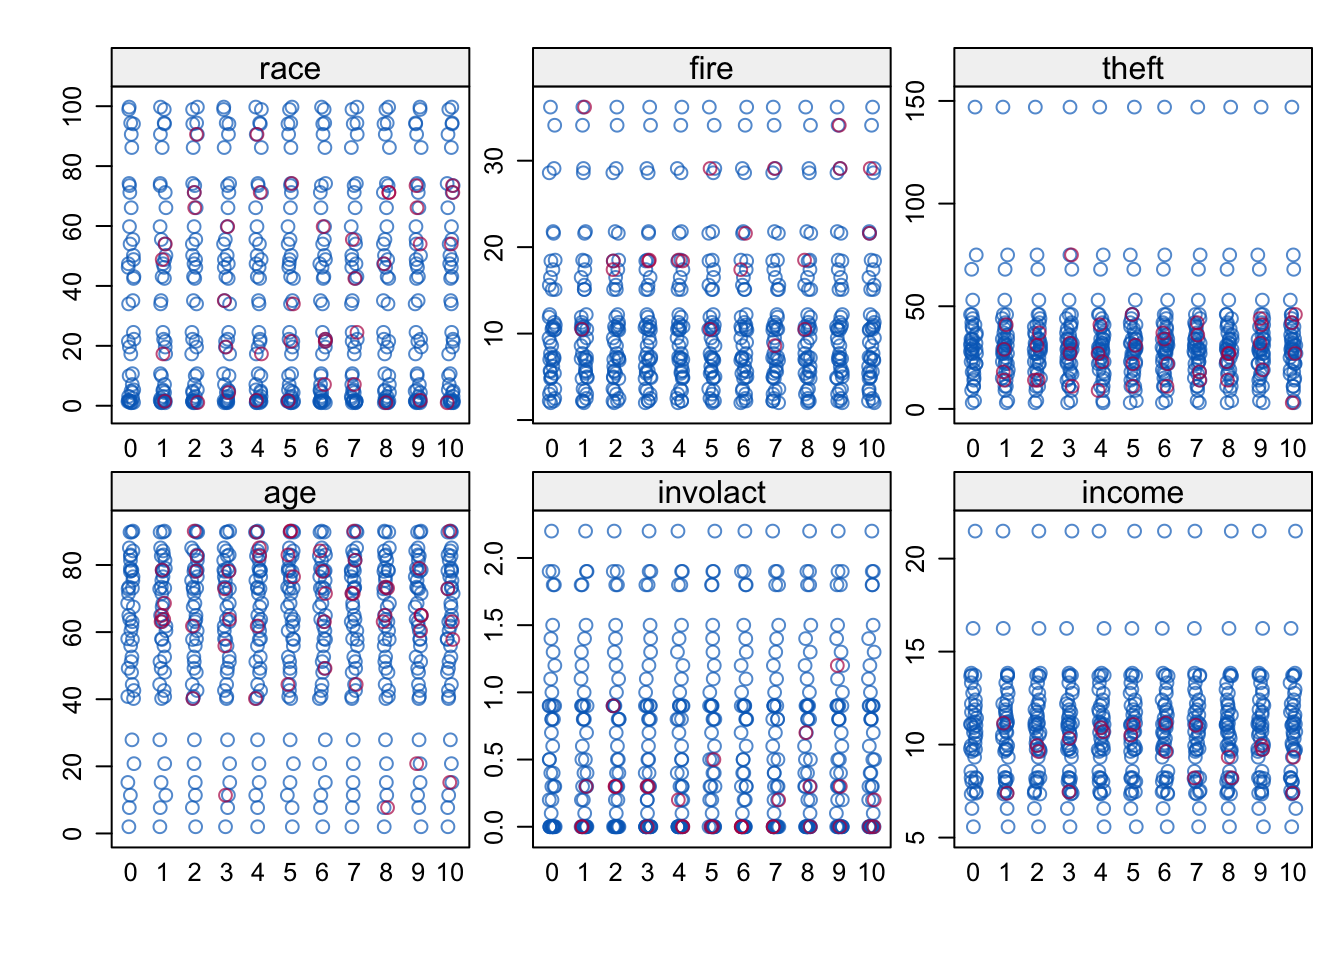 race
fire
theft
0 20 40 60 80 100
10 20 30
0 50 100 150
0 1 2 3 4 5 6 7 8 9 10
0 1 2 3 4 5 6 7 8 9 10
0 1 2 3 4 5 6 7 8 9 10
age
involact
income
0 20 40 60 80
0.0 0.5 1.0 1.5 2.0
5 10 15 20
0 1 2 3 4 5 6 7 8 9 10
0 1 2 3 4 5 6 7 8 9 10
0 1 2 3 4 5 6 7 8 9 10